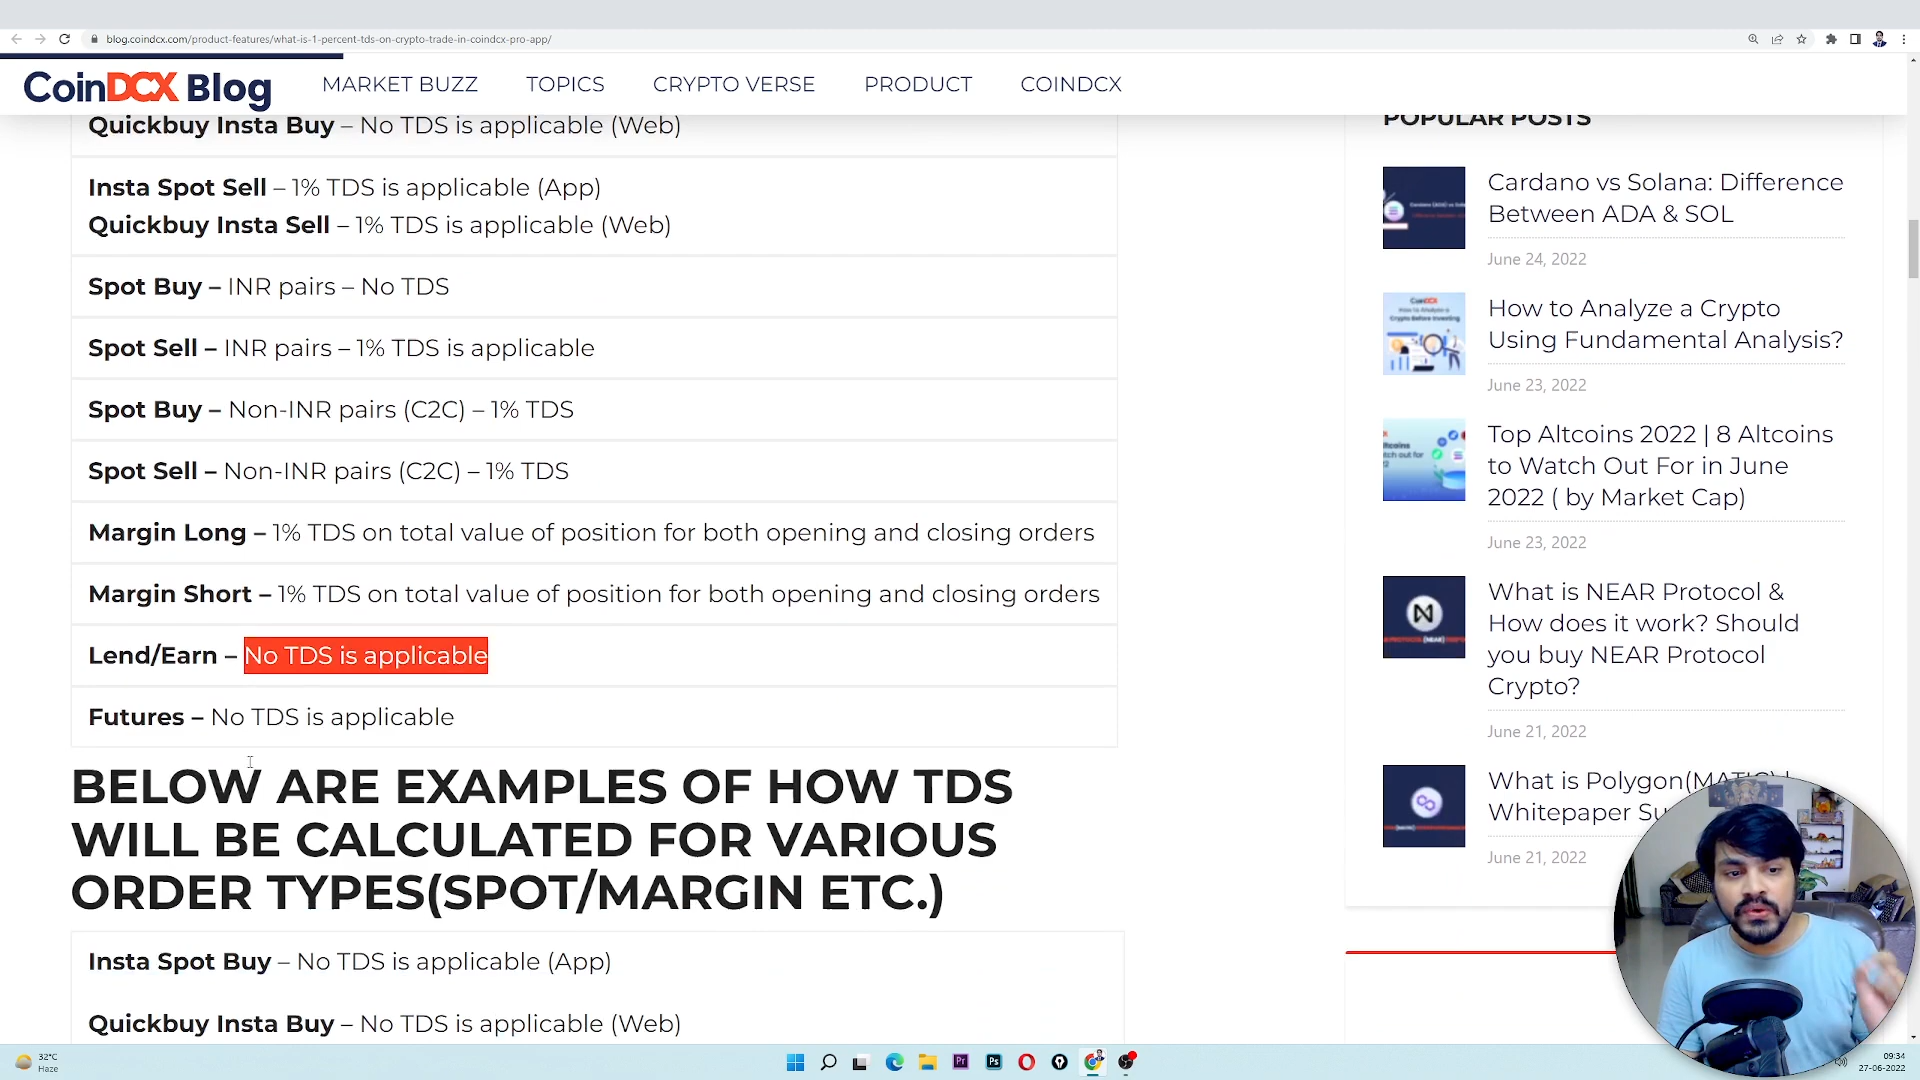 blog.coindcx.com/product-features/what-is-1-percent-tds-on-crypto-trade-in-coindcx-pro-app/
CoinDCX Blog
MARKET BUZZ
TOPICS
CRYPTO VERSE
PRODUCT
COINDCX
Quickbuy Insta Buy – No TDS is applicable (Web)
Insta Spot Sell – 1% TDS is applicable (App)
Quickbuy Insta Sell – 1% TDS is applicable (Web)
Spot Buy – INR pairs – No TDS
Spot Sell – INR pairs – 1% TDS is applicable
Spot Buy – Non-INR pairs (C2C) – 1% TDS
Spot Sell – Non-INR pairs (C2C) – 1% TDS
Margin Long – 1% TDS on total value of position for both opening and closing orders
Margin Short – 1% TDS on total value of position for both opening and closing orders
Lend/Earn – No TDS is applicable
Futures – No TDS is applicable
BELOW ARE EXAMPLES OF HOW TDS
WILL BE CALCULATED FOR VARIOUS
ORDER TYPES(SPOT/MARGIN ETC.)
Insta Spot Buy – No TDS is applicable (App)
Quickbuy Insta Buy – No TDS is applicable (Web)
POPULAR POSTS
Cardano vs Solana: Difference
Between ADA & SOL
June 24, 2022
How to Analyze a Crypto
Using Fundamental Analysis?
June 23, 2022
Top Altcoins 2022 | 8 Altcoins
to Watch Out For in June
2022 ( by Market Cap)
June 23, 2022
What is NEAR Protocol &
How does it work? Should
you buy NEAR Protocol
Crypto?
June 21, 2022
What is Polygon(MATIC) |
Whitepaper
June 21, 2022
32°C
Haze
09:34
27-06-2022